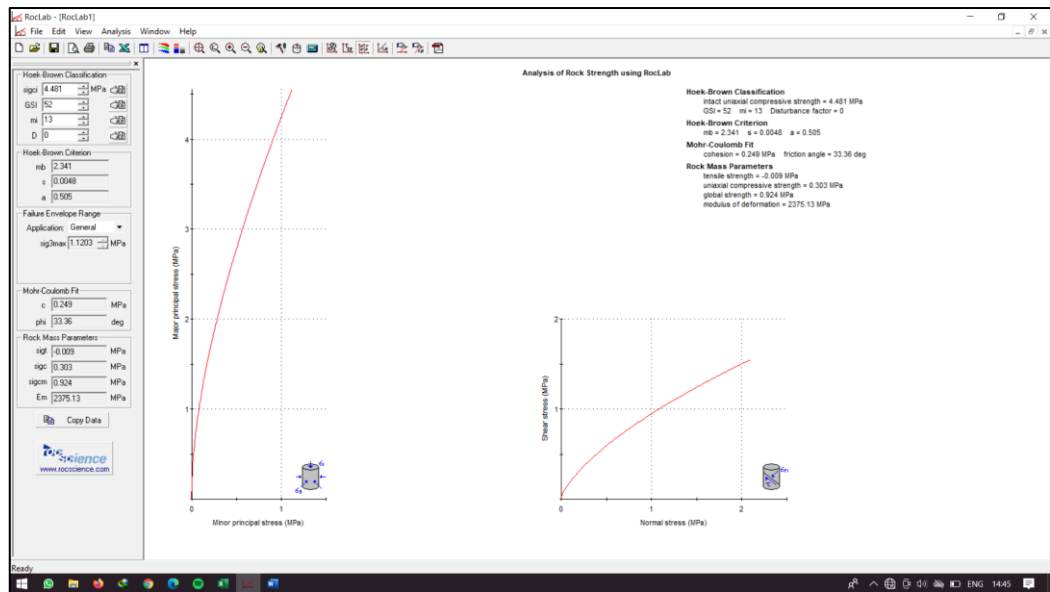 RocLab - [RocLab1]
File Edit View Analysis Window Help
Hoek-Brown Classification
sigci 4.481 MPa
GSI 52
mi 13
D 0
Hoek-Brown Criterion
mb 2.341
s 0.0048
a 0.505
Failure Envelope Range
Application: General
sig3max 1.1203 MPa
Mohr-Coulomb Fit
c 0.249 MPa
phi 33.36 deg
Rock Mass Parameters
sigt -0.009 MPa
sigc 0.303 MPa
sigcm 0.924 MPa
Em 2375.13 MPa
Copy Data
rocscience
www.rocscience.com
Analysis of Rock Strength using RocLab
Hoek-Brown Classification
intact uniaxial compressive strength = 4.481 MPa
GSI = 52 mi = 13 Disturbance factor = 0
Hoek-Brown Criterion
mb = 2.341 s = 0.0048 a = 0.505
Mohr-Coulomb Fit
cohesion = 0.249 MPa friction angle = 33.36 deg
Rock Mass Parameters
tensile strength = -0.009 MPa
uniaxial compressive strength = 0.303 MPa
global strength = 0.924 MPa
modulus of deformation = 2375.13 MPa
Major principal stress (MPa)
4
3
2
1
0
0 1
Minor principal stress (MPa)
Shear stress (MPa)
2
1
0
0 1 2
Normal stress (MPa)
Ready
ENG 14:45